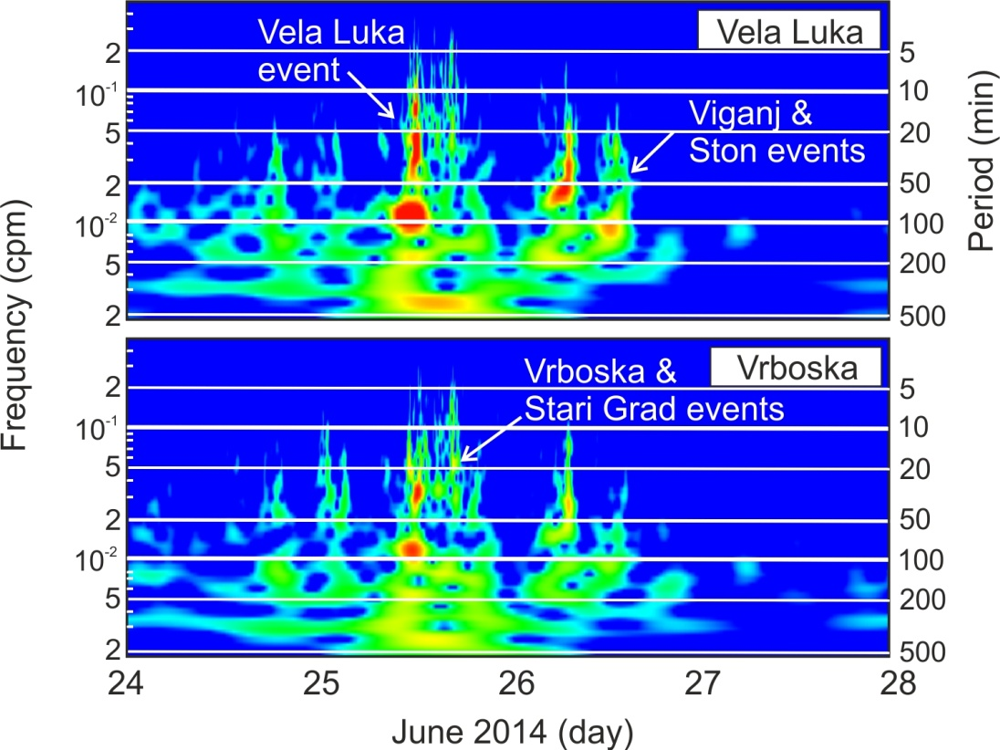 Vela Luka
event
Vela Luka
Viganj &
Ston events
2
10-1
5
2
10-2
5
2
5
10
20
50
100
200
500
Frequency (cpm)
Period (min)
Vrboska &
Stari Grad events
Vrboska
2
10-1
5
2
10-2
5
2
5
10
20
50
100
200
500
24 25 26 27 28
June 2014 (day)